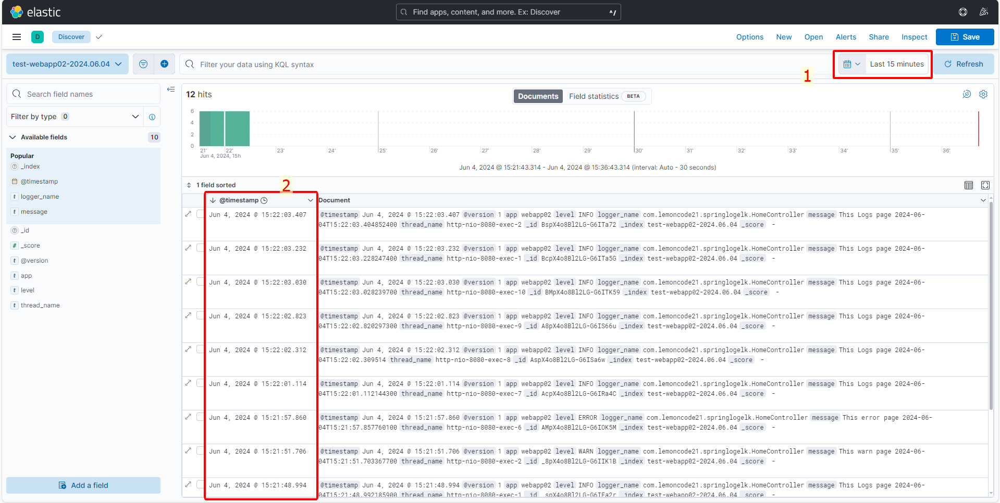 elastic
Find apps, content, and more. Ex: Discover
^/
D
Discover
Options New Open Alerts Share Inspect Save
test-webapp02-2024.06.04
Filter your data using KQL syntax
Last 15 minutes
Refresh
1
Search field names
Filter by type 0
Available fields 10
Popular
_index
@timestamp
logger_name
message
_id
_score
@version
app
level
thread_name
Add a field
12 hits
Documents Field statistics BETA
6
4
2
0
21' 22' 23' 24' 25' 26' 27' 28' 29' 30' 31' 32' 33' 34' 35' 36'
Jun 4, 2024, 15h
Jun 4, 2024 @ 15:21:43.314 - Jun 4, 2024 @ 15:36:43.314 (interval: Auto - 30 seconds)
1 field sorted
2
@timestamp Document
Jun 4, 2024 @ 15:22:03.407 @timestamp Jun 4, 2024 @ 15:22:03.407 @version 1 app webapp02 level INFO logger_name com.lemoncode21.springlogelk.HomeController message This Logs page 2024-06-
04T15:22:03.404852400 thread_name http-nio-8080-exec-2 _id BspX4o8Bl2LG-G6ITa72 _index test-webapp02-2024.06.04 _score -
Jun 4, 2024 @ 15:22:03.232 @timestamp Jun 4, 2024 @ 15:22:03.232 @version 1 app webapp02 level INFO logger_name com.lemoncode21.springlogelk.HomeController message This Logs page 2024-06-
04T15:22:03.228247400 thread_name http-nio-8080-exec-1 _id BcpX4o8Bl2LG-G6ITa5G _index test-webapp02-2024.06.04 _score -
Jun 4, 2024 @ 15:22:03.030 @timestamp Jun 4, 2024 @ 15:22:03.030 @version 1 app webapp02 level INFO logger_name com.lemoncode21.springlogelk.HomeController message This Logs page 2024-06-
04T15:22:03.028239700 thread_name http-nio-8080-exec-10 _id BMpX4o8Bl2LG-G6ITK59 _index test-webapp02-2024.06.04 _score -
Jun 4, 2024 @ 15:22:02.823 @timestamp Jun 4, 2024 @ 15:22:02.823 @version 1 app webapp02 level INFO logger_name com.lemoncode21.springlogelk.HomeController message This Logs page 2024-06-
04T15:22:02.820297300 thread_name http-nio-8080-exec-9 _id A8pX4o8Bl2LG-G6IS66u _index test-webapp02-2024.06.04 _score -
Jun 4, 2024 @ 15:22:02.312 @timestamp Jun 4, 2024 @ 15:22:02.312 @version 1 app webapp02 level INFO logger_name com.lemoncode21.springlogelk.HomeController message This Logs page 2024-06-
04T15:22:02.309514 thread_name http-nio-8080-exec-8 _id AspX4o8Bl2LG-G6ISa6w _index test-webapp02-2024.06.04 _score -
Jun 4, 2024 @ 15:22:01.114 @timestamp Jun 4, 2024 @ 15:22:01.114 @version 1 app webapp02 level INFO logger_name com.lemoncode21.springlogelk.HomeController message This Logs page 2024-06-
04T15:22:01.112144300 thread_name http-nio-8080-exec-7 _id AcpX4o8Bl2LG-G6IRa4C _index test-webapp02-2024.06.04 _score -
Jun 4, 2024 @ 15:21:57.860 @timestamp Jun 4, 2024 @ 15:21:57.860 @version 1 app webapp02 level ERROR logger_name com.lemoncode21.springlogelk.HomeController message This error page 2024-06-
04T15:21:57.857760100 thread_name http-nio-8080-exec-6 _id AMpX4o8Bl2LG-G6IOK5M _index test-webapp02-2024.06.04 _score -
Jun 4, 2024 @ 15:21:51.706 @timestamp Jun 4, 2024 @ 15:21:51.706 @version 1 app webapp02 level WARN logger_name com.lemoncode21.springlogelk.HomeController message This warn page 2024-06-
04T15:21:51.703367700 thread_name http-nio-8080-exec-2 _id _8pX4o8Bl2LG-G6IIK1B _index test-webapp02-2024.06.04 _score -
Jun 4, 2024 @ 15:21:48.994 @timestamp Jun 4, 2024 @ 15:21:48.994 @version 1 app webapp02 level INFO logger_name com.lemoncode21.springlogelk.HomeController message This Logs page 2024-06-
04T15:21:48.992185900 thread_name http-nio-8080-exec-1 _id _spX4o8Bl2LG-G6IFa2r _index test-webapp02-2024.06.04 _score -